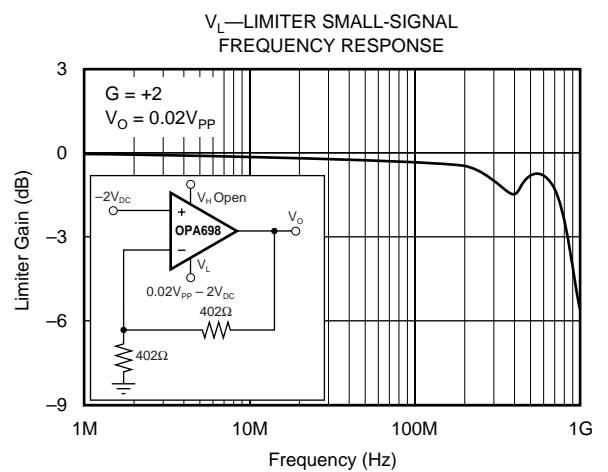 V_L—LIMITER SMALL-SIGNAL
FREQUENCY RESPONSE
3
0
–3
–6
–9
Limiter Gain (dB)
G = +2
V_O = 0.02V_PP
–2V_DC
V_H Open
+
OPA698
–
V_O
V_L
0.02V_PP – 2V_DC
402Ω
402Ω
1M
10M
100M
1G
Frequency (Hz)